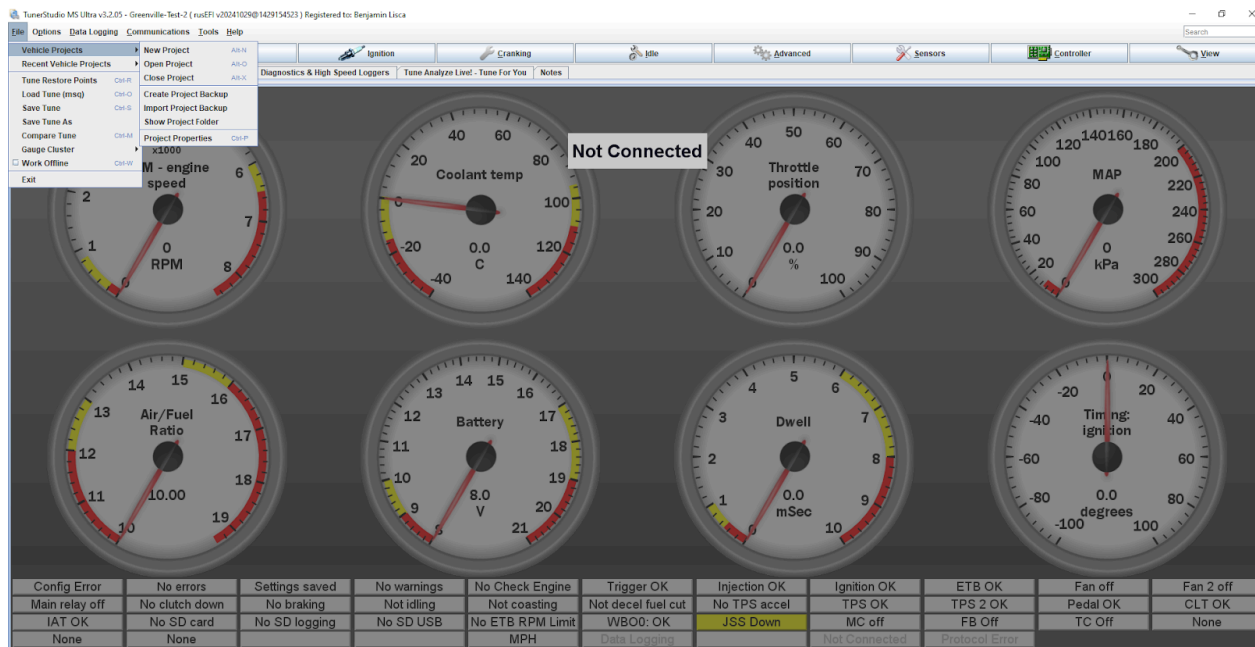 TunerStudio MS Ultra v3.2.05 - Greenville-Test-2 ( rusEFI v20241029@1429154523 ) Registered to: Benjamin Lisca
File Options Data Logging Communications Tools Help
Search
Vehicle Projects
Recent Vehicle Projects
Tune Restore Points Ctrl-R
Load Tune (msq) Ctrl-O
Save Tune Ctrl-S
Save Tune As
Compare Tune Ctrl-M
Gauge Cluster
Work Offline Ctrl-W
Exit
New Project Alt-N
Open Project Alt-O
Close Project Alt-X
Create Project Backup
Import Project Backup
Show Project Folder
Project Properties Ctrl-P
Ignition Cranking Idle Advanced Sensors Controller View
Diagnostics & High Speed Loggers Tune Analyze Live! - Tune For You Notes
Not Connected
x1000
M - engine
speed
0
RPM
0 1 2 6 7 8
Coolant temp
0.0
C
-40 -20 0 20 40 60 80 100 120 140
Throttle
position
0.0
%
0 10 20 30 40 50 60 70 80 90 100
MAP
0
kPa
0 20 40 60 80 100 120 140 160 180 200 220 240 260 280 300
Air/Fuel
Ratio
10.00
10 11 12 13 14 15 16 17 18 19
Battery
8.0
V
8 9 10 11 12 13 14 15 16 17 18 19 20 21
Dwell
0.0
mSec
0 1 2 3 4 5 6 7 8 9 10
Timing:
ignition
0.0
degrees
-100 -80 -60 -40 -20 0 20 40 60 80 100
Config Error No errors Settings saved No warnings No Check Engine Trigger OK Injection OK Ignition OK ETB OK Fan off Fan 2 off
Main relay off No clutch down No braking Not idling Not coasting Not decel fuel cut No TPS accel TPS OK TPS 2 OK Pedal OK CLT OK
IAT OK No SD card No SD logging No SD USB No ETB RPM Limit WBO0: OK JSS Down MC off FB Off TC Off None
None None MPH Data Logging Not Connected Protocol Error